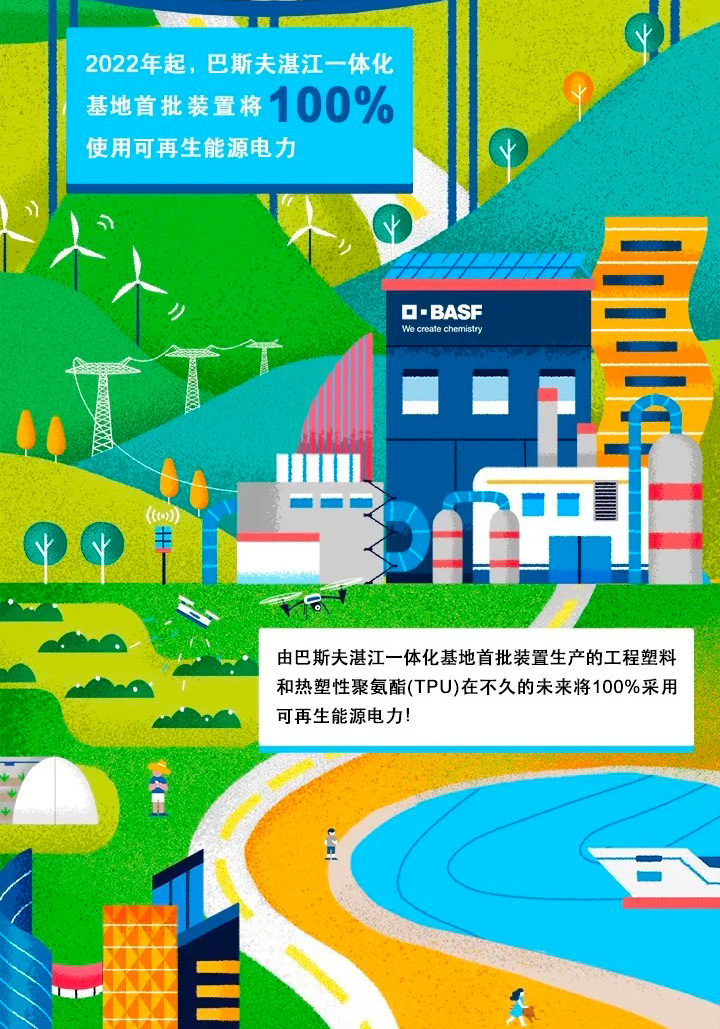 2022年起，巴斯夫湛江一体化
基地首批装置将100%
使用可再生能源电力
BASF
We create chemistry
由巴斯夫湛江一体化基地首批装置生产的工程塑料
和热塑性聚氨酯(TPU)在不久的未来将100%采用
可再生能源电力!